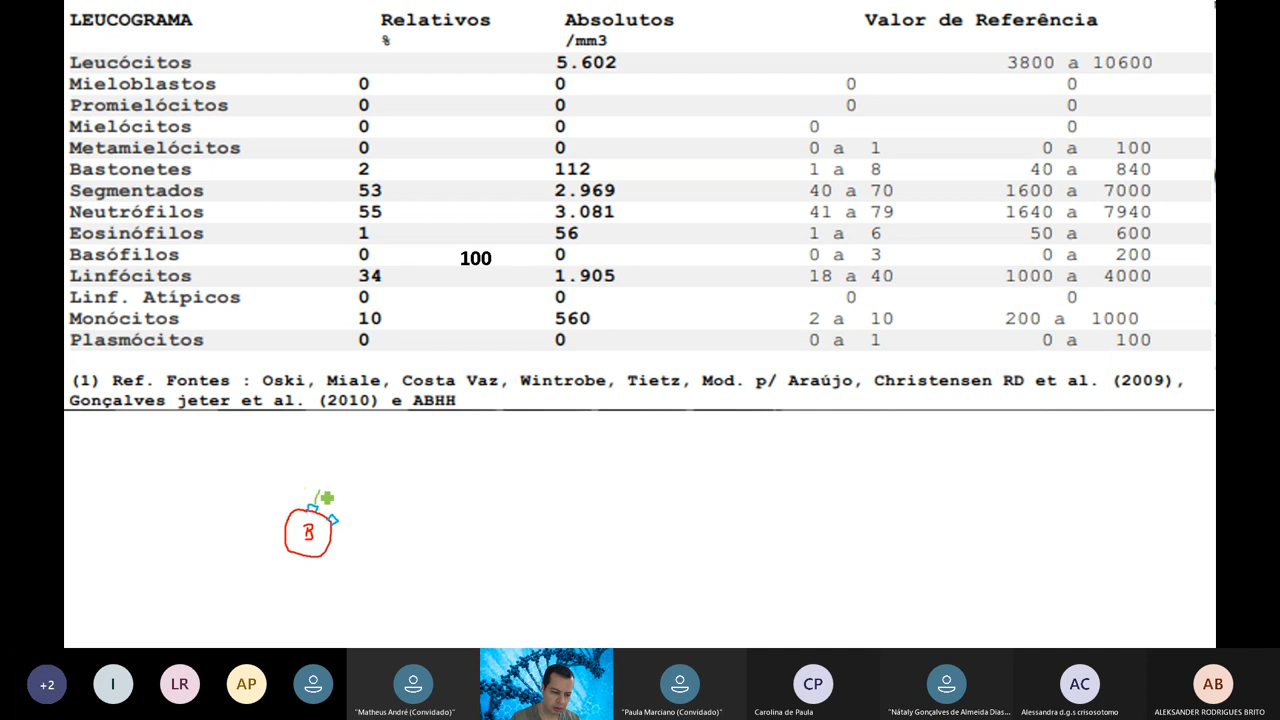 LEUCOGRAMA Relativos Absolutos Valor de Referência
% /mm3
Leucócitos 5.602 3800 a 10600
Mieloblastos 0 0 0 0
Promielócitos 0 0 0 0
Mielócitos 0 0 0 0
Metamielócitos 0 0 0 a 1 0 a 100
Bastonetes 2 112 1 a 8 40 a 840
Segmentados 53 2.969 40 a 70 1600 a 7000
Neutrófilos 55 3.081 41 a 79 1640 a 7940
Eosinófilos 1 56 1 a 6 50 a 600
Basófilos 0 100 0 0 a 3 0 a 200
Linfócitos 34 1.905 18 a 40 1000 a 4000
Linf. Atípicos 0 0 0 0
Monócitos 10 560 2 a 10 200 a 1000
Plasmócitos 0 0 0 a 1 0 a 100
(1) Ref. Fontes : Oski, Miale, Costa Vaz, Wintrobe, Tietz, Mod. p/ Araújo, Christensen RD et al. (2009),
Gonçalves jeter et al. (2010) e ABHH
B
+2 I LR AP CP AC AB
"Matheus André (Convidado)" "Paula Marciano (Convidado)" Carolina de Paula "Nátaly Gonçalves de Almeida Dias... Alessandra d.g.s crisosotomo ALEKSANDER RODRIGUES BRITO